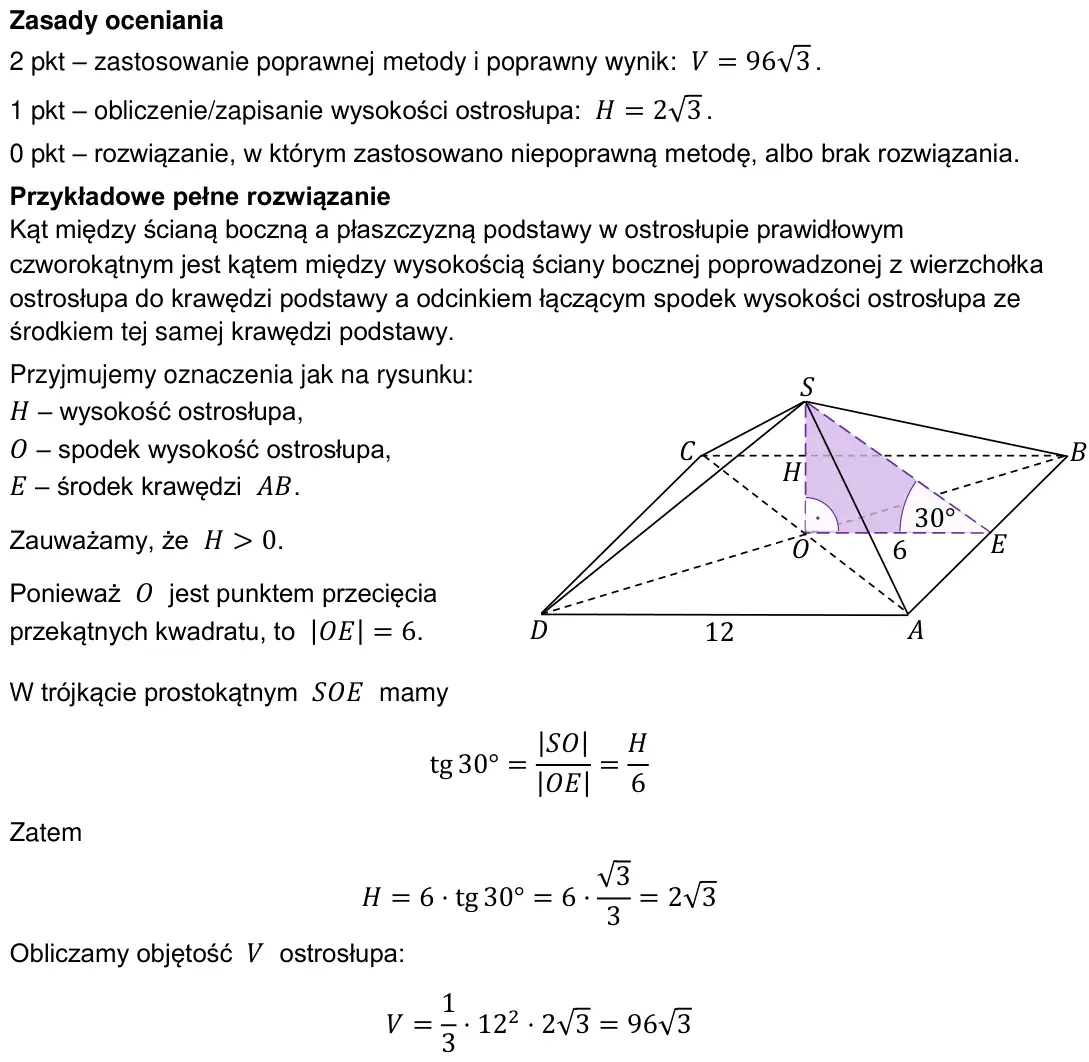 Zasady oceniania
2 pkt – zastosowanie poprawnej metody i poprawny wynik: V = 96√3.
1 pkt – obliczenie/zapisanie wysokości ostrosłupa: H = 2√3.
0 pkt – rozwiązanie, w którym zastosowano niepoprawną metodę, albo brak rozwiązania.
Przykładowe pełne rozwiązanie
Kąt między ścianą boczną a płaszczyzną podstawy w ostrosłupie prawidłowym
czworokątnym jest kątem między wysokością ściany bocznej poprowadzonej z wierzchołka
ostrosłupa do krawędzi podstawy a odcinkiem łączącym spodek wysokości ostrosłupa ze
środkiem tej samej krawędzi podstawy.
Przyjmujemy oznaczenia jak na rysunku:
H – wysokość ostrosłupa,
O – spodek wysokość ostrosłupa,
E – środek krawędzi AB.
Zauważamy, że H > 0.
Ponieważ O jest punktem przecięcia
przekątnych kwadratu, to |OE| = 6.
S
C
B
H
30°
O
6
E
D
12
A
W trójkącie prostokątnym SOE mamy
tg 30° = |SO|/|OE| = H/6
Zatem
H = 6 · tg 30° = 6 · √3/3 = 2√3
Obliczamy objętość V ostrosłupa:
V = 1/3 · 12² · 2√3 = 96√3